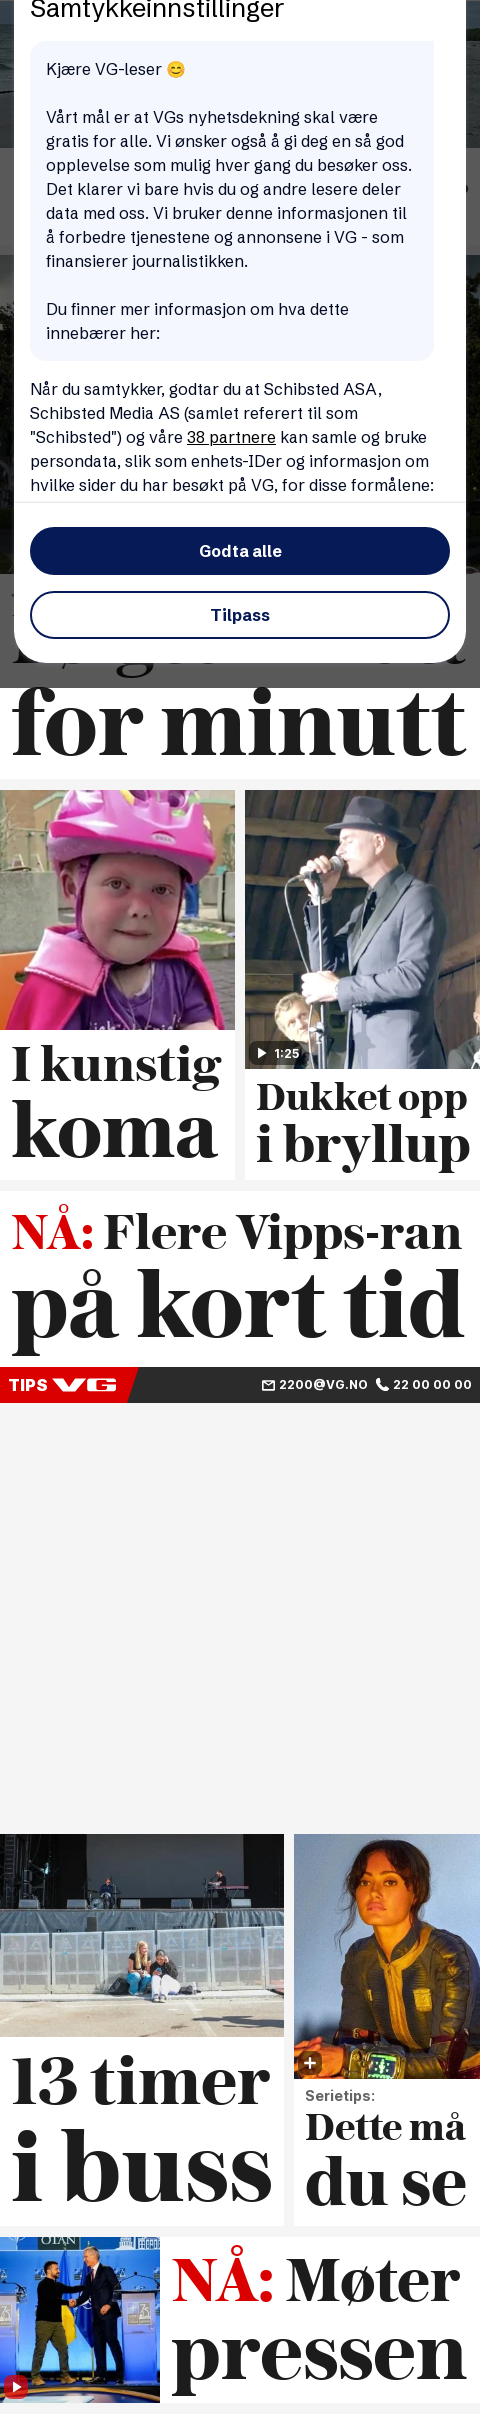 Samtykkeinnstillinger
Kjære VG-leser 😊
Vårt mål er at VGs nyhetsdekning skal være
gratis for alle. Vi ønsker også å gi deg en så god
opplevelse som mulig hver gang du besøker oss.
Det klarer vi bare hvis du og andre lesere deler
data med oss. Vi bruker denne informasjonen til
å forbedre tjenestene og annonsene i VG - som
finansierer journalistikken.
Du finner mer informasjon om hva dette
innebærer her:
Når du samtykker, godtar du at Schibsted ASA,
Schibsted Media AS (samlet referert til som
"Schibsted") og våre 38 partnere kan samle og bruke
persondata, slik som enhets-IDer og informasjon om
hvilke sider du har besøkt på VG, for disse formålene:
Godta alle
Tilpass
for minutt
1:25
I kunstig
koma
Dukket opp
i bryllup
NÅ: Flere Vipps-ran
på kort tid
TIPS VG 2200@VG.NO 22 00 00 00
13 timer
i buss
Serietips:
Dette må
du se
NÅ: Møter
pressen